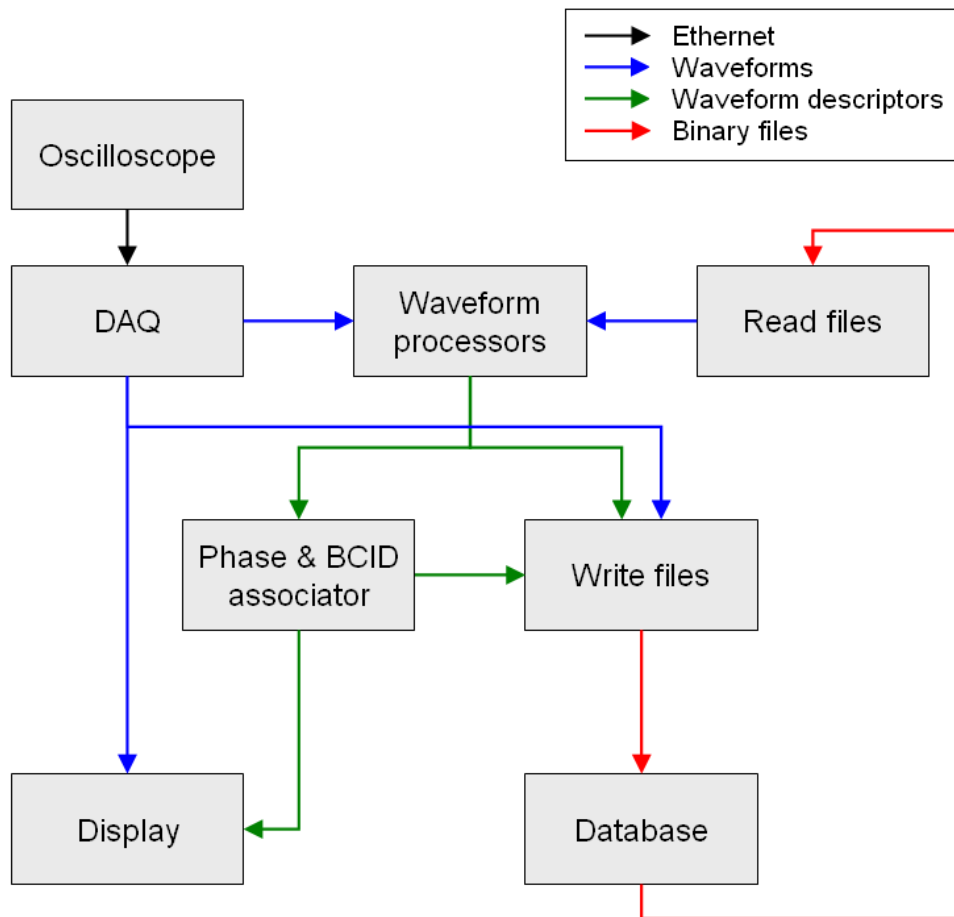 Ethernet
Waveforms
Waveform descriptors
Binary files
Oscilloscope
DAQ
Waveform
processors
Read files
Phase & BCID
associator
Write files
Display
Database